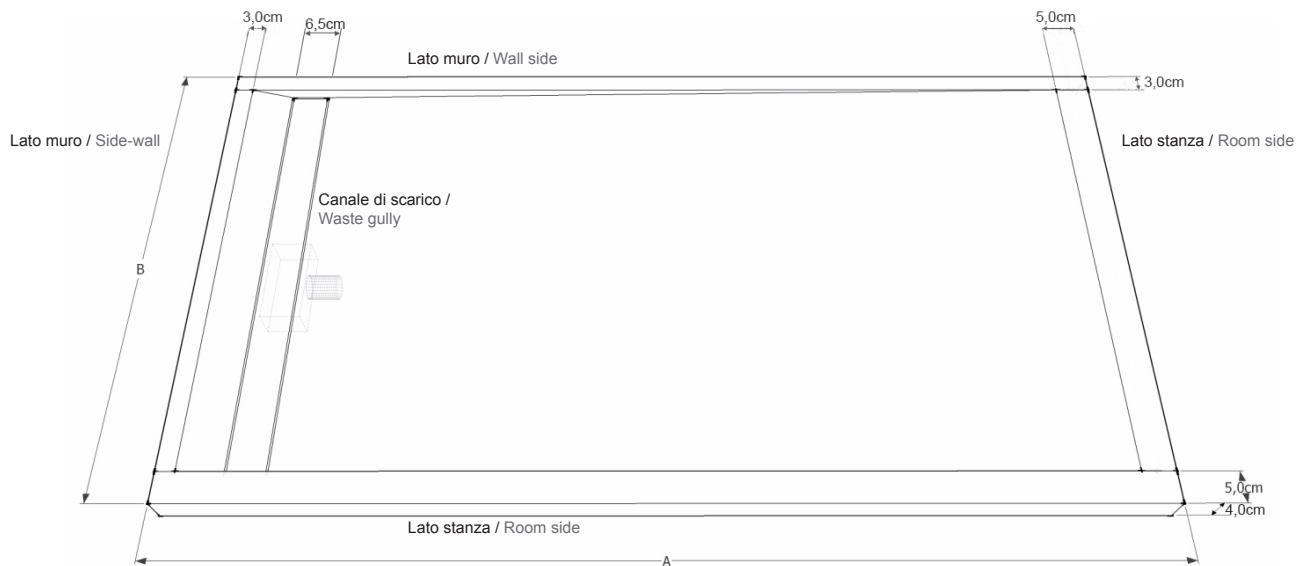 3,0cm
6,5cm
5,0cm
Lato muro / Wall side
3,0cm
Lato muro / Side-wall
Lato stanza / Room side
Canale di scarico /
Waste gully
B
5,0cm
4,0cm
Lato stanza / Room side
A